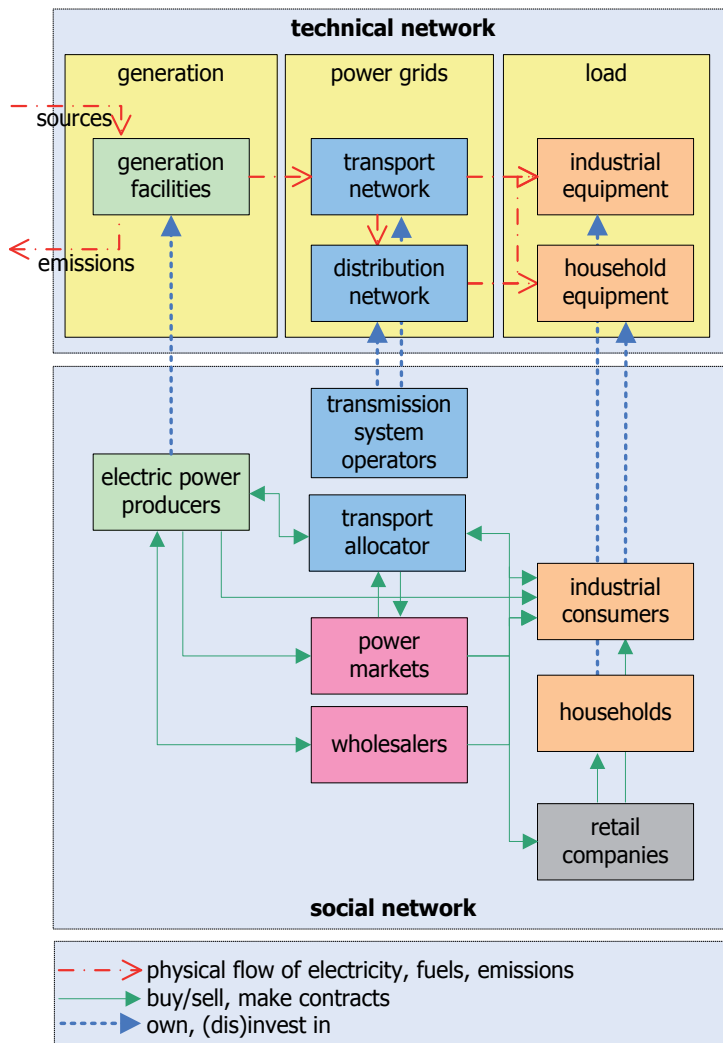 technical network
generation
power grids
load
sources
generation
facilities
transport
network
industrial
equipment
emissions
distribution
network
household
equipment
transmission
system
operators
electric power
producers
transport
allocator
industrial
consumers
power
markets
households
wholesalers
retail
companies
social network
physical flow of electricity, fuels, emissions
buy/sell, make contracts
own, (dis)invest in